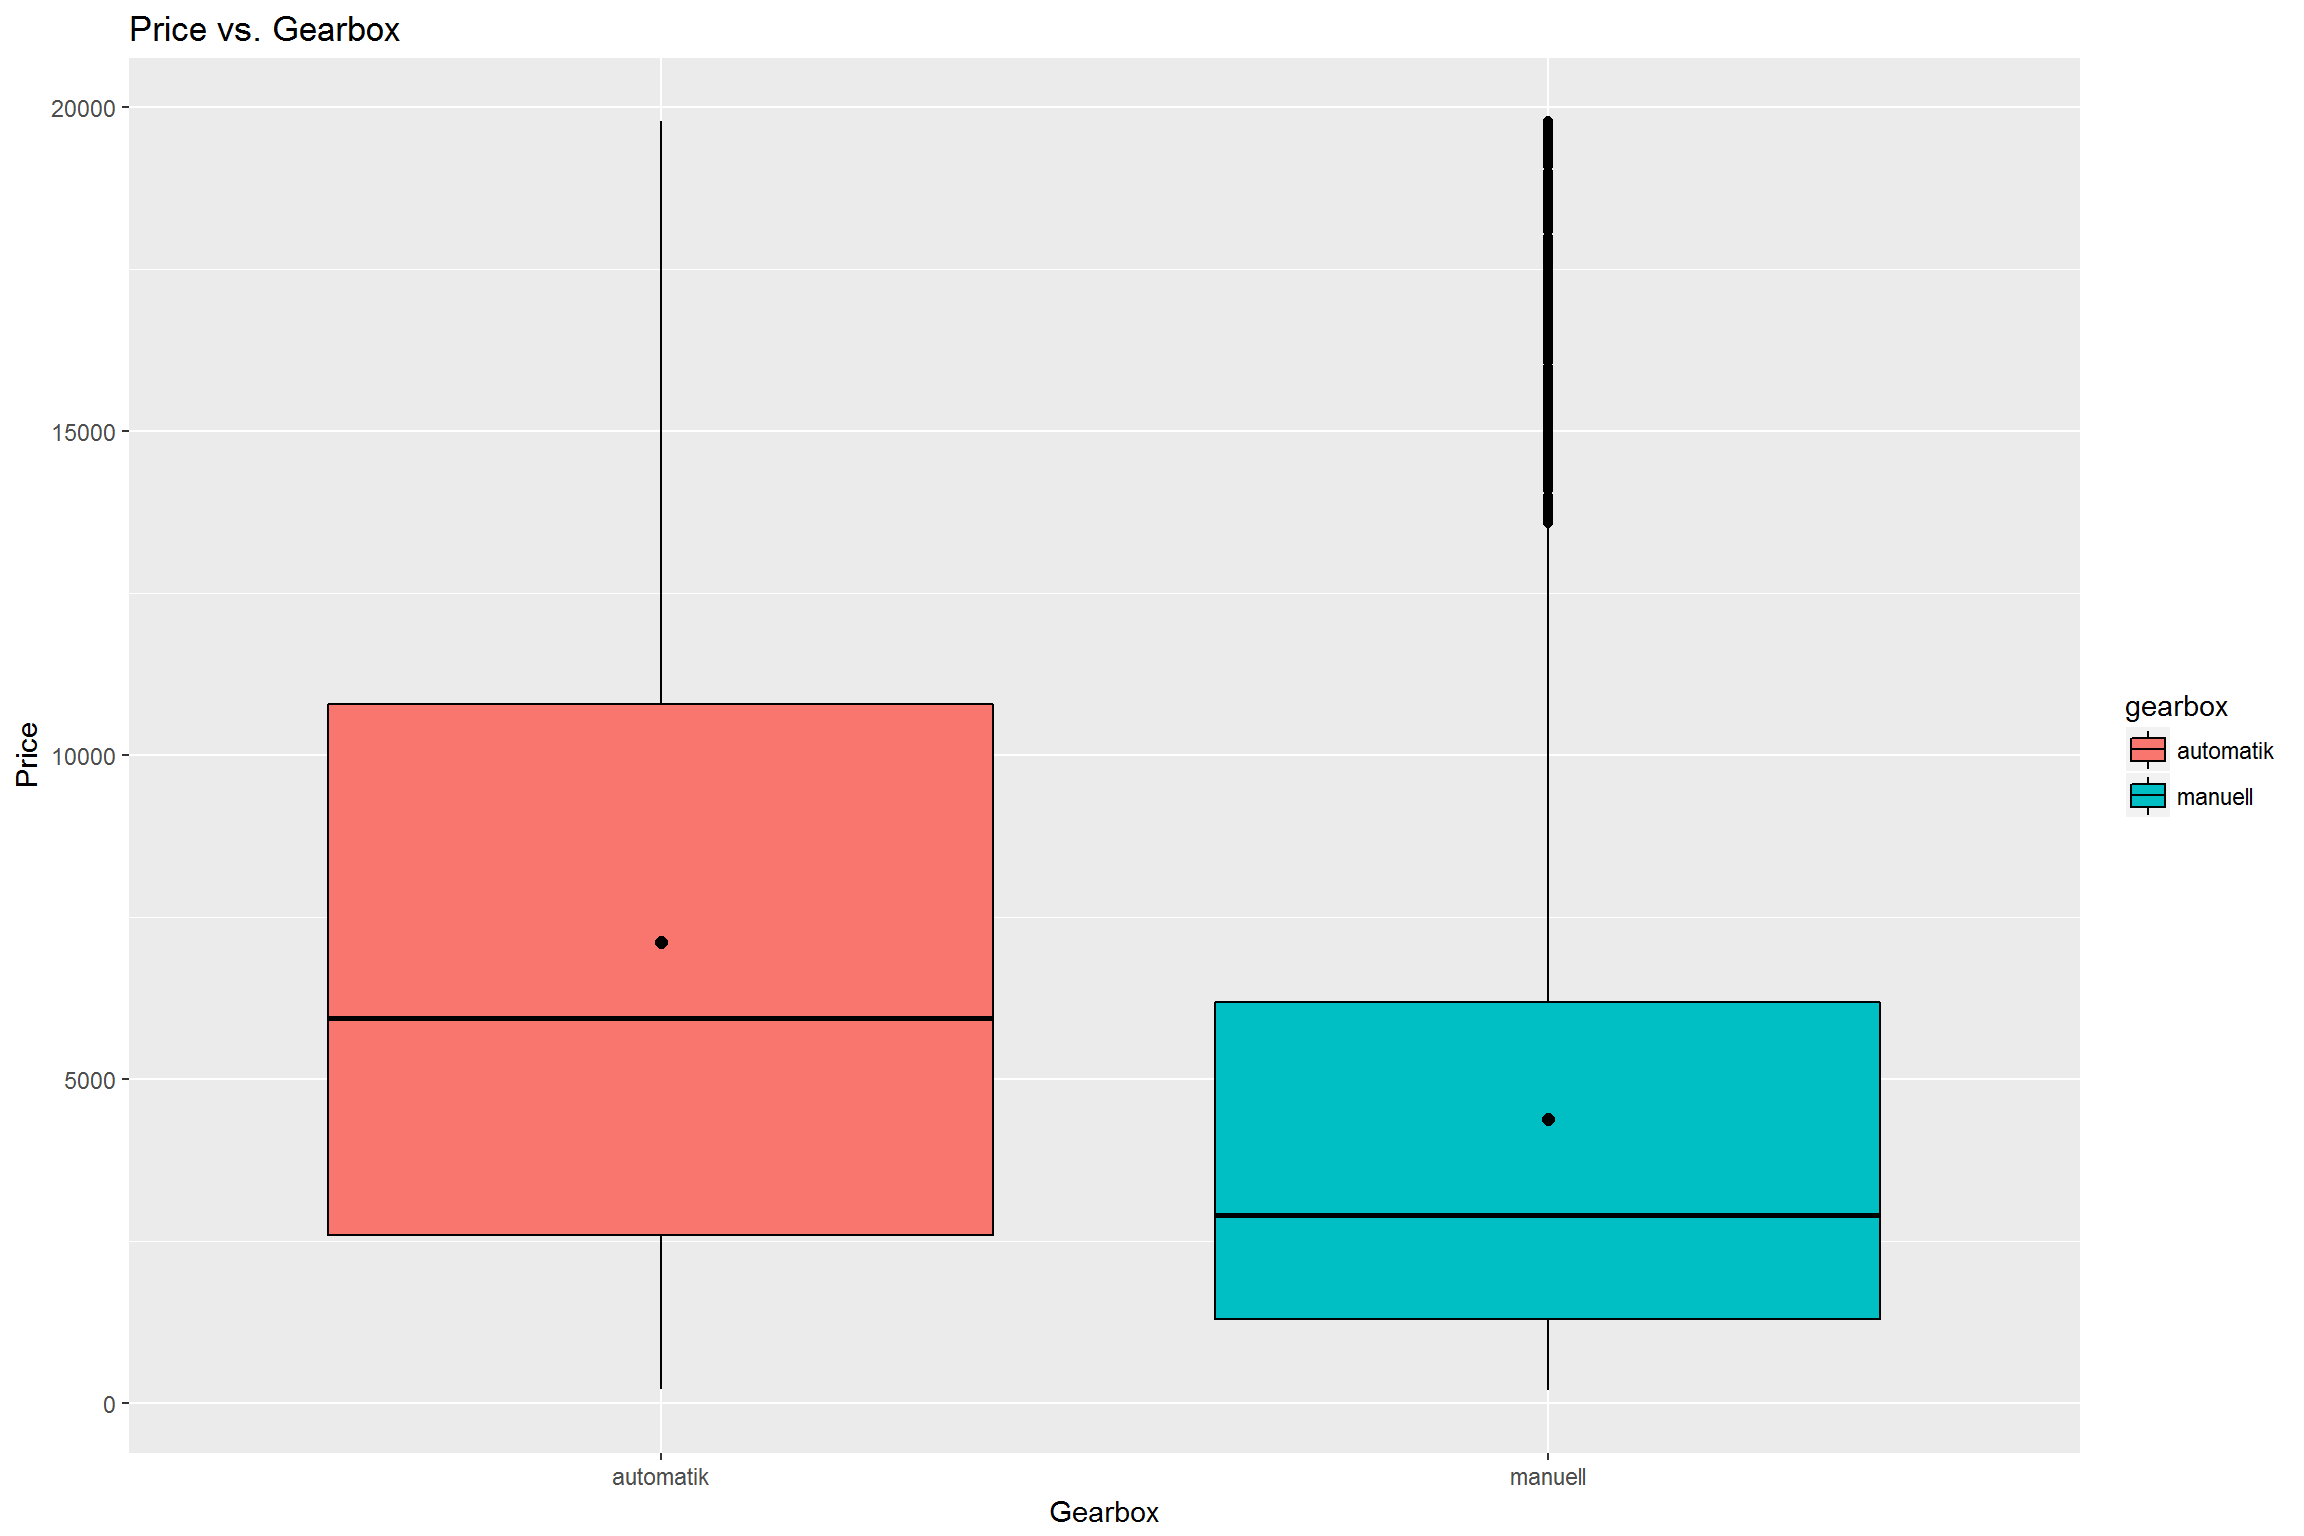 Price vs. Gearbox
Price
20000
15000
10000
5000
0
automatik
manuell
Gearbox
gearbox
automatik
manuell